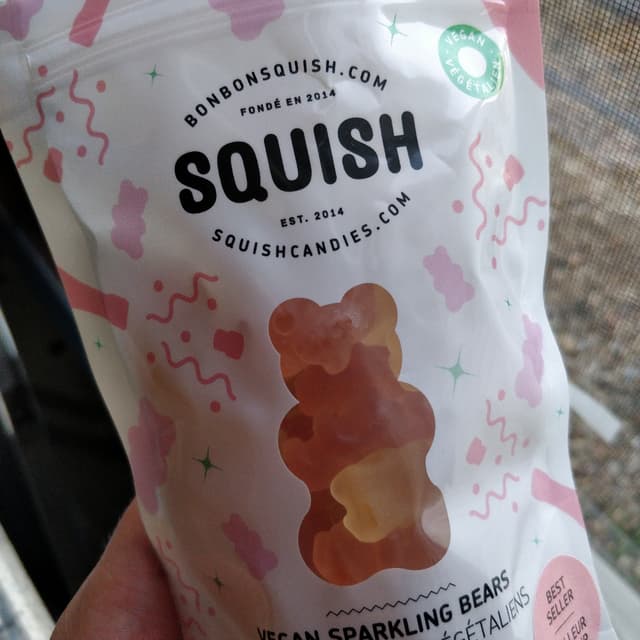 BONBONSQUISH.COM
FONDÉ EN 2014
SQUISH
EST. 2014
SQUISHCANDIES.COM
VEGAN
VÉGÉTALIEN
VEGAN SPARKLING BEARS
VÉGÉTALIENS
BEST
SELLER